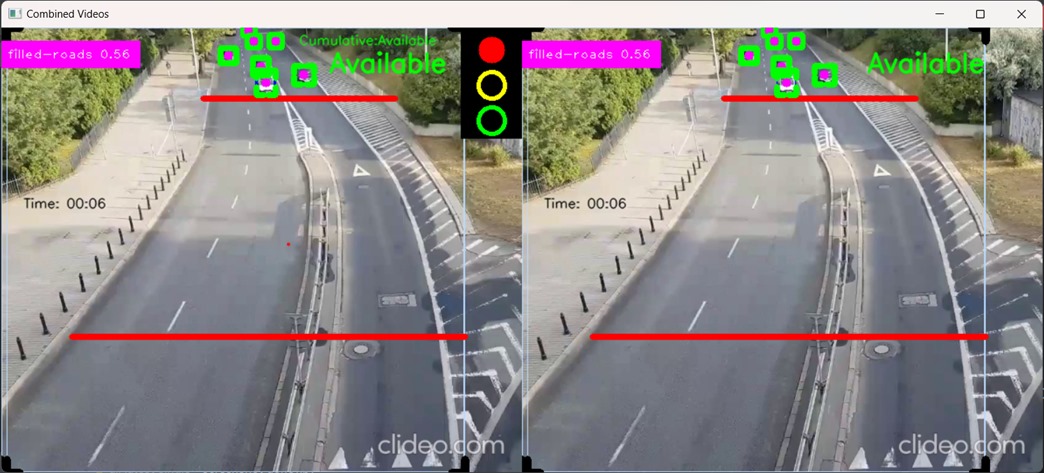 Combined Videos
filled-roads 0.56
Cumulative:Available
Available
Time: 00:06
clideo.com
filled-roads 0.56
Available
Time: 00:06
clideo.com